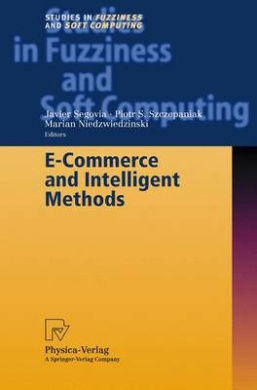 STUDIES IN FUZZINESS
AND SOFT COMPUTING
Studies
in Fuzziness
and
Soft Computing
Javier Segovia · Piotr S. Szczepaniak
Marian Niedzwiedzinski
Editors
E-Commerce
and Intelligent
Methods
Physica-Verlag
A Springer-Verlag Company